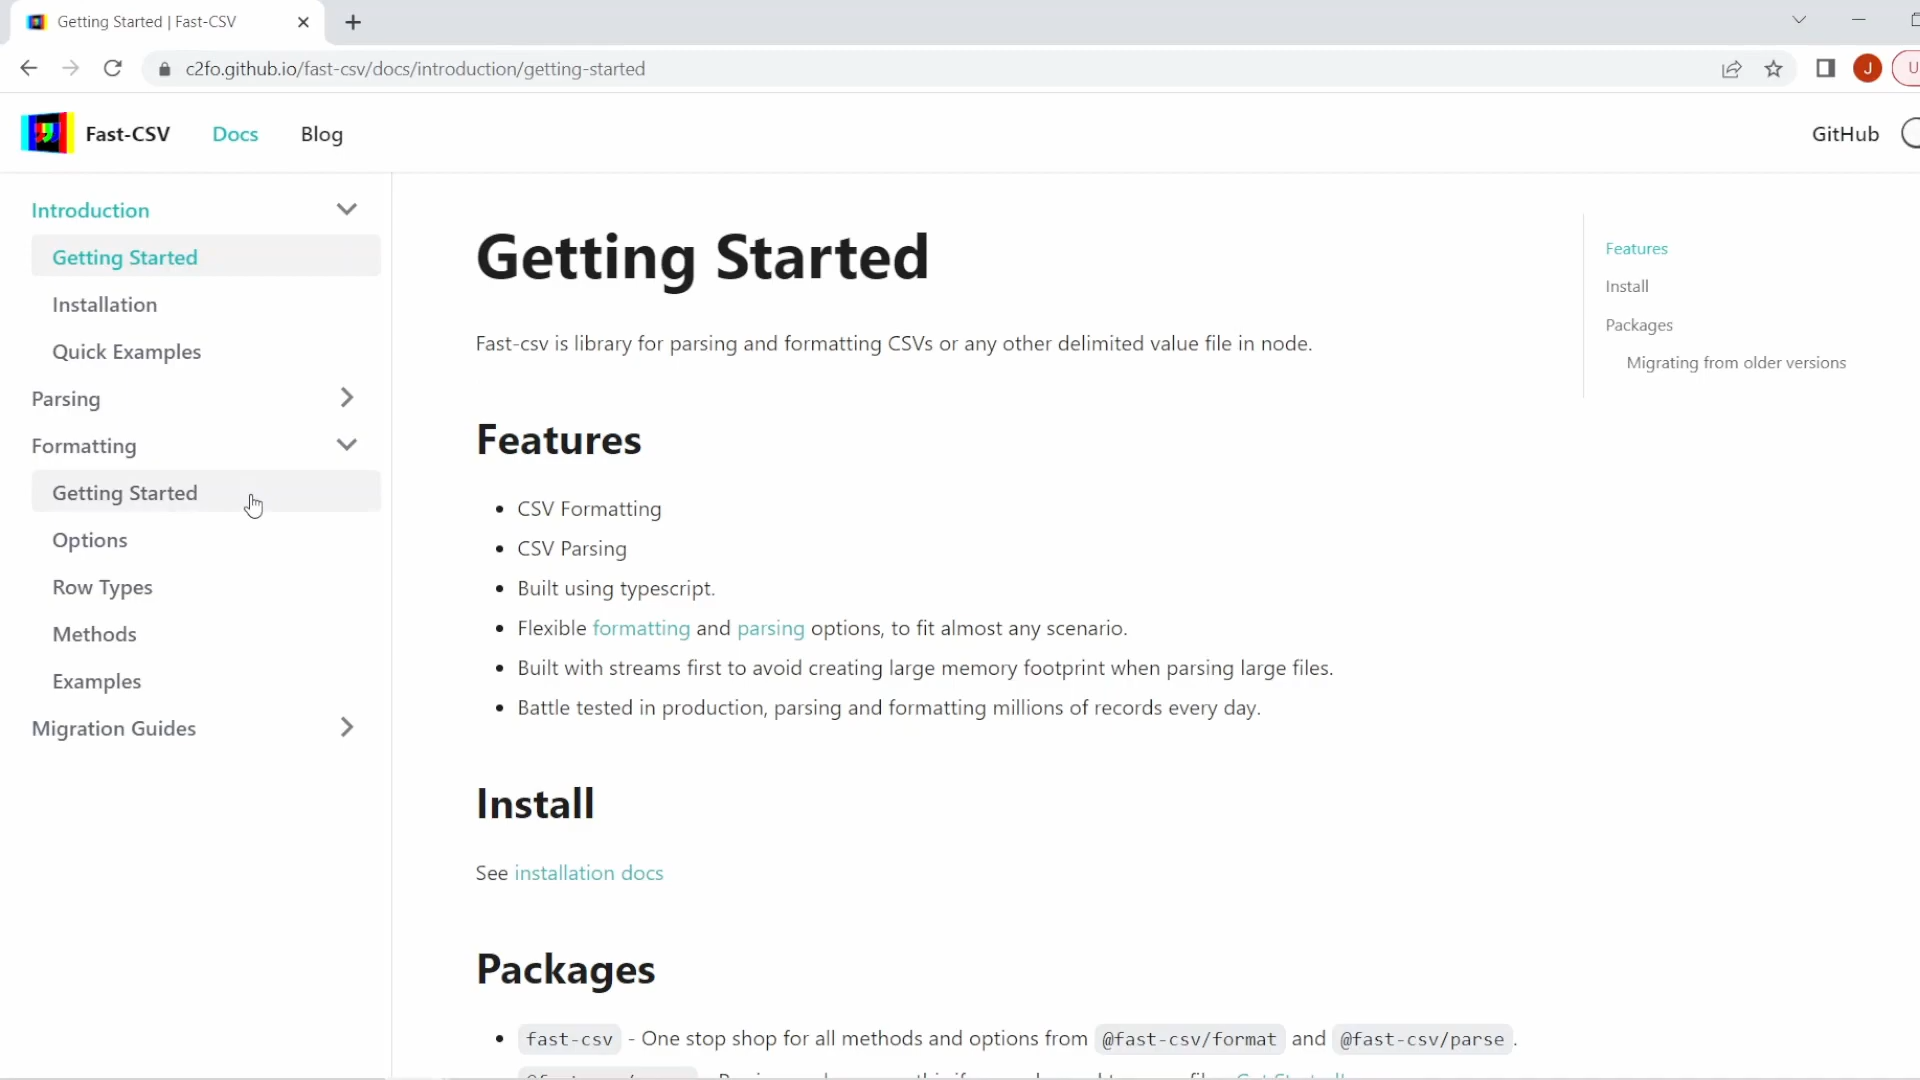 Getting Started | Fast-CSV
c2fo.github.io/fast-csv/docs/introduction/getting-started
J
U
Fast-CSV
Docs
Blog
GitHub
Introduction
Getting Started
Installation
Quick Examples
Parsing
Formatting
Getting Started
Options
Row Types
Methods
Examples
Migration Guides
Getting Started
Fast-csv is library for parsing and formatting CSVs or any other delimited value file in node.
Features
• CSV Formatting
• CSV Parsing
• Built using typescript.
• Flexible formatting and parsing options, to fit almost any scenario.
• Built with streams first to avoid creating large memory footprint when parsing large files.
• Battle tested in production, parsing and formatting millions of records every day.
Install
See installation docs
Packages
• fast-csv - One stop shop for all methods and options from @fast-csv/format and @fast-csv/parse .
Features
Install
Packages
Migrating from older versions